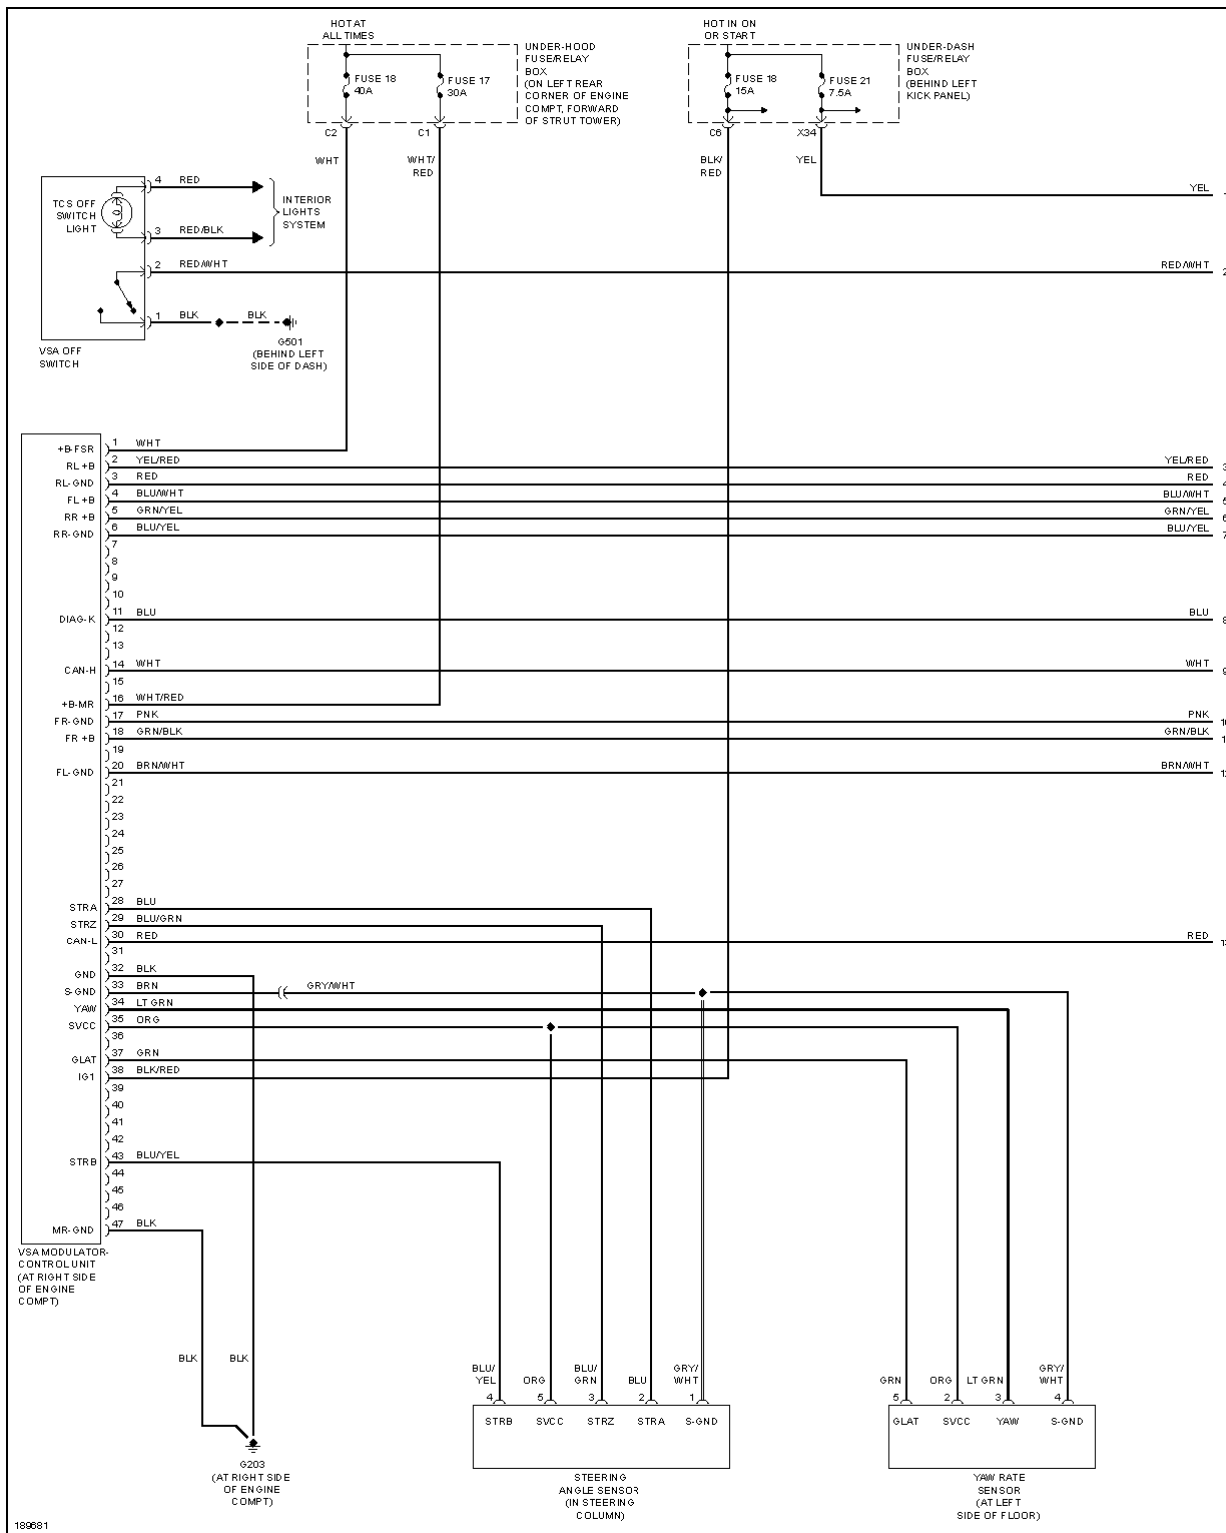 HOT AT
ALL TIMES
HOT IN ON
OR START
FUSE 18
40A
FUSE 17
30A
UNDER-HOOD
FUSE/RELAY
BOX
(ON LEFT REAR
CORNER OF ENGINE
COMPT, FORWARD
OF STRUT TOWER)
FUSE 18
15A
FUSE 21
7.5A
UNDER-DASH
FUSE/RELAY
BOX
(BEHIND LEFT
KICK PANEL)
C2
C1
C6
X34
WHT
WHT/
RED
BLK/
RED
YEL
YEL
1
TCS OFF
SWITCH
LIGHT
4 RED
3 RED/BLK
INTERIOR
LIGHTS
SYSTEM
2 RED/WHT
RED/WHT
2
1 BLK
BLK
G501
(BEHIND LEFT
SIDE OF DASH)
VSA OFF
SWITCH
+B-FSR 1 WHT
RL +B 2 YEL/RED YEL/RED 3
RL-GND 3 RED RED 4
FL +B 4 BLU/WHT BLU/WHT 5
RR +B 5 GRN/YEL GRN/YEL 6
RR-GND 6 BLU/YEL BLU/YEL 7
7
8
9
10
DIAG-K 11 BLU BLU 8
12
13
CAN-H 14 WHT WHT 9
15
+B-MR 16 WHT/RED
FR-GND 17 PNK PNK
FR +B 18 GRN/BLK GRN/BLK
19
FL-GND 20 BRN/WHT BRN/WHT
21
22
23
24
25
26
27
STRA 28 BLU
STRZ 29 BLU/GRN
CAN-L 30 RED RED
31
GND 32 BLK
S-GND 33 BRN GRY/WHT
YAW 34 LT GRN
SVCC 35 ORG
36
GLAT 37 GRN
IG1 38 BLK/RED
39
40
41
42
STRB 43 BLU/YEL
44
45
46
MR-GND 47 BLK
VSA MODULATOR-
CONTROL UNIT
(AT RIGHT SIDE
OF ENGINE
COMPT)
BLK
BLK
G203
(AT RIGHT SIDE
OF ENGINE
COMPT)
BLU/
YEL
ORG
BLU/
GRN
BLU
GRY/
WHT
4 5 3 2 1
STRB SVCC STRZ STRA S-GND
STEERING
ANGLE SENSOR
(IN STEERING
COLUMN)
GRN
ORG
LT GRN
GRY/
WHT
5 2 3 4
GLAT SVCC YAW S-GND
YAW RATE
SENSOR
(AT LEFT
SIDE OF FLOOR)
189681